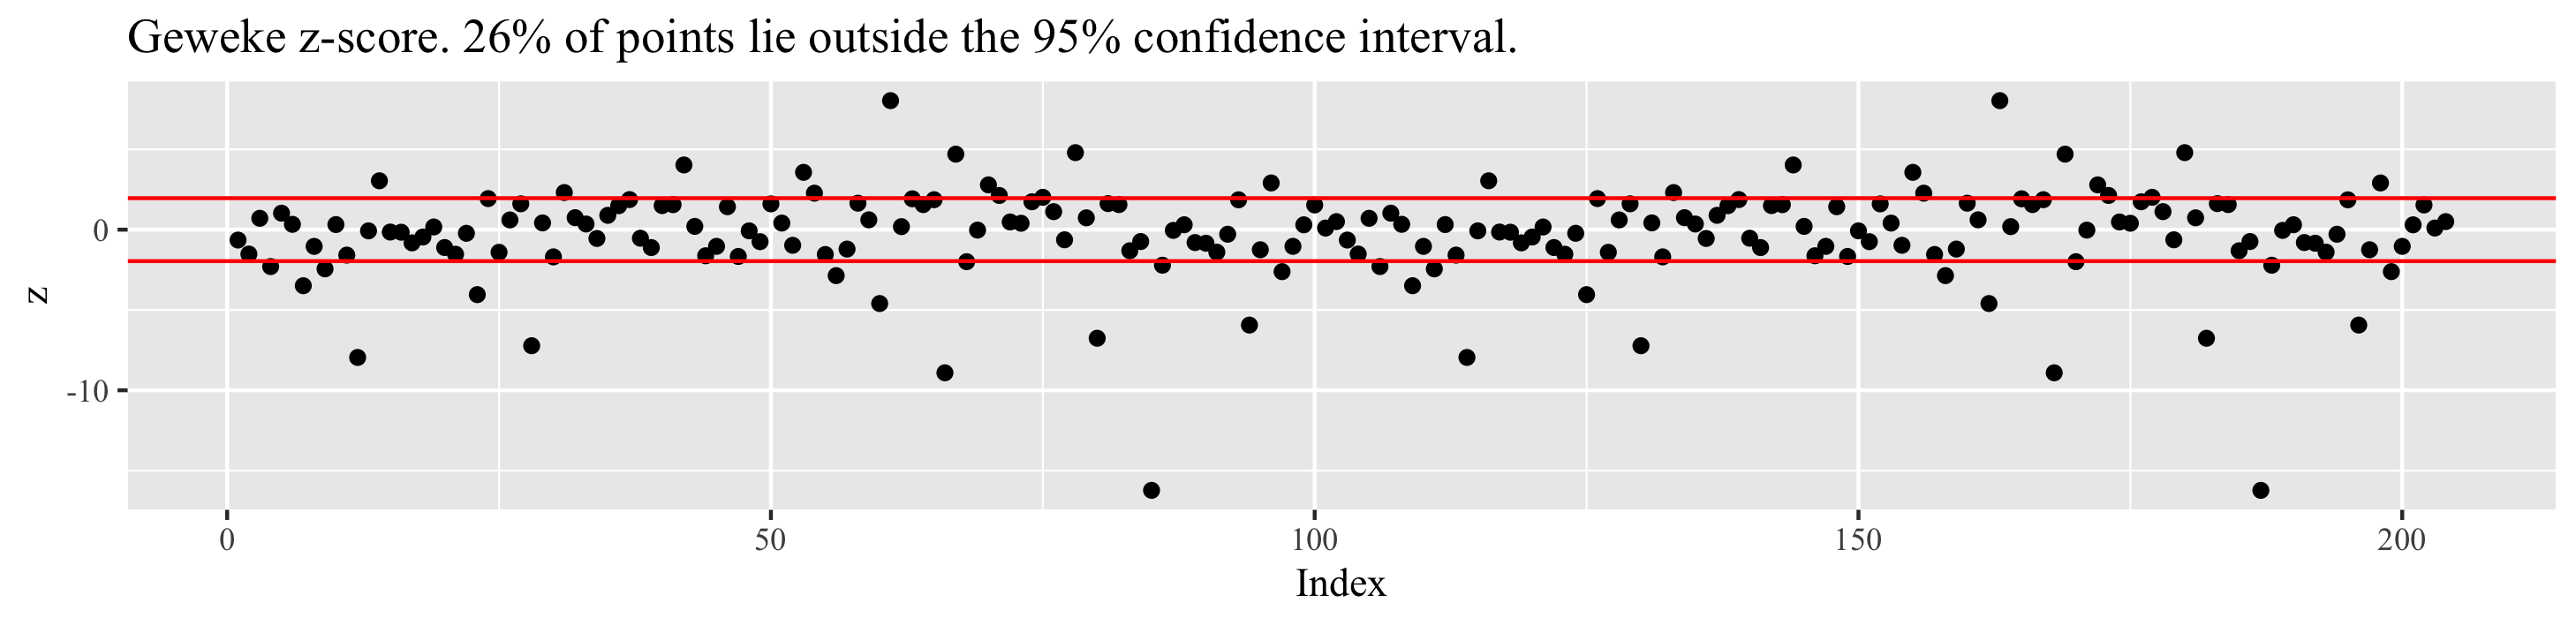 Geweke z-score. 26% of points lie outside the 95% confidence interval.
z
0
-10
0 50 100 150 200
Index